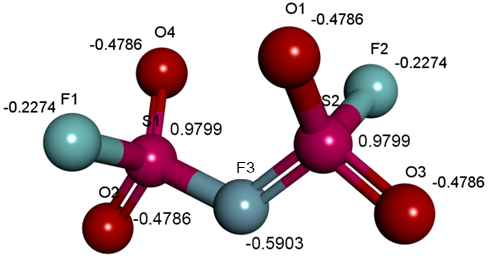 O1
-0.4786
O4
-0.4786
F2
-0.2274
F1
-0.2274
S1
0.9799
S2
0.9799
F3
O2
-0.4786
O3
-0.4786
-0.5903